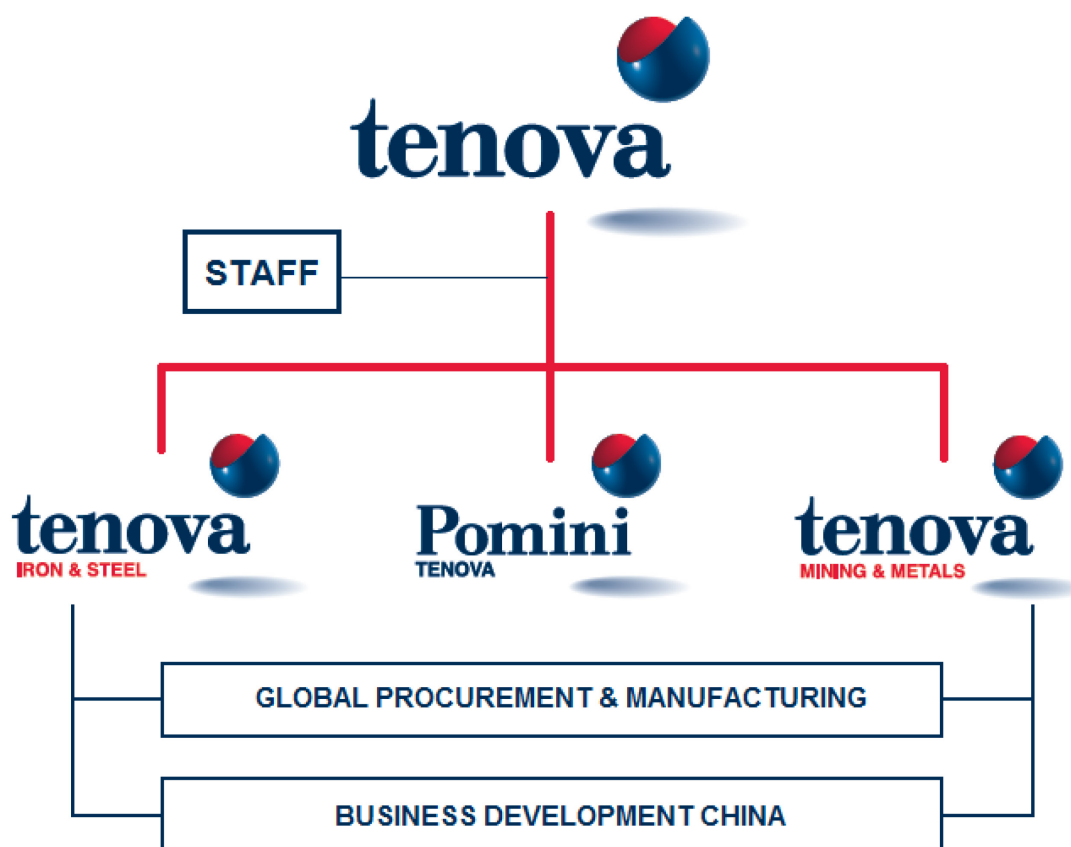 tenova
STAFF
tenova
IRON & STEEL
Pomini
TENOVA
tenova
MINING & METALS
GLOBAL PROCUREMENT & MANUFACTURING
BUSINESS DEVELOPMENT CHINA